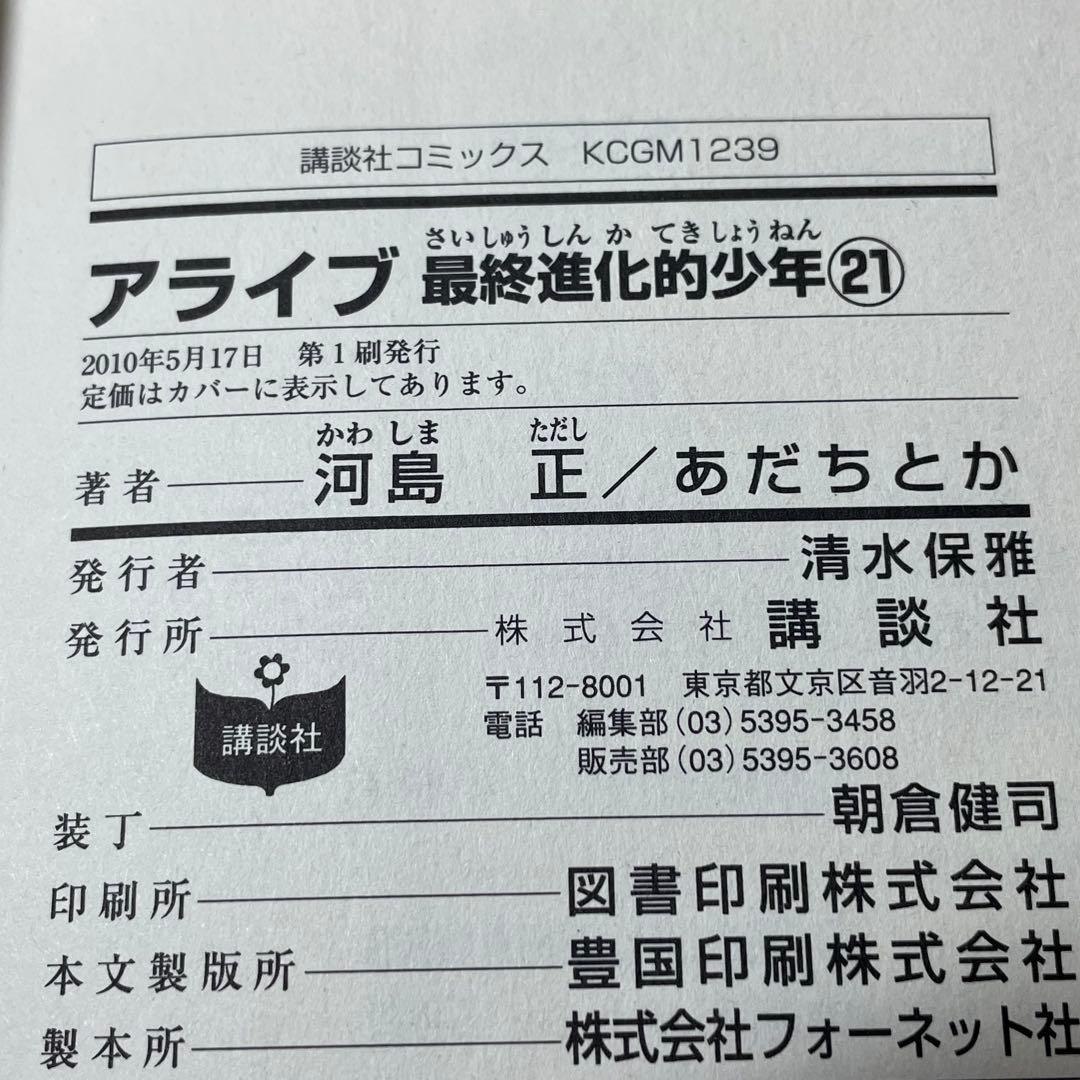 講談社コミックス　KCGM1239
さいしゅうしんかてきしょうねん
アライブ 最終進化的少年㉑
2010年5月17日　第1刷発行
定価はカバーに表示してあります。
かわしま　ただし
著者 河島 正／あだちとか
発行者 清水保雅
発行所 株式会社 講談社
〒112-8001　東京都文京区音羽2-12-21
電話　編集部(03)5395-3458
販売部(03)5395-3608
講談社
装丁 朝倉健司
印刷所 図書印刷株式会社
本文製版所 豊国印刷株式会社
製本所 株式会社フォーネット社